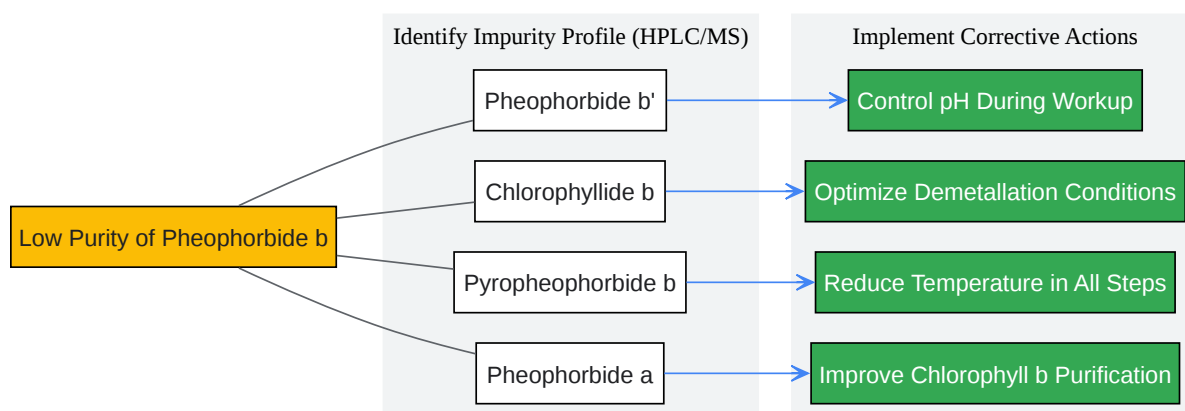 Identify Impurity Profile (HPLC/MS)
Implement Corrective Actions
Low Purity of Pheophorbide b
Pheophorbide b'
Control pH During Workup
Chlorophyllide b
Optimize Demetallation Conditions
Pyropheophorbide b
Reduce Temperature in All Steps
Pheophorbide a
Improve Chlorophyll b Purification